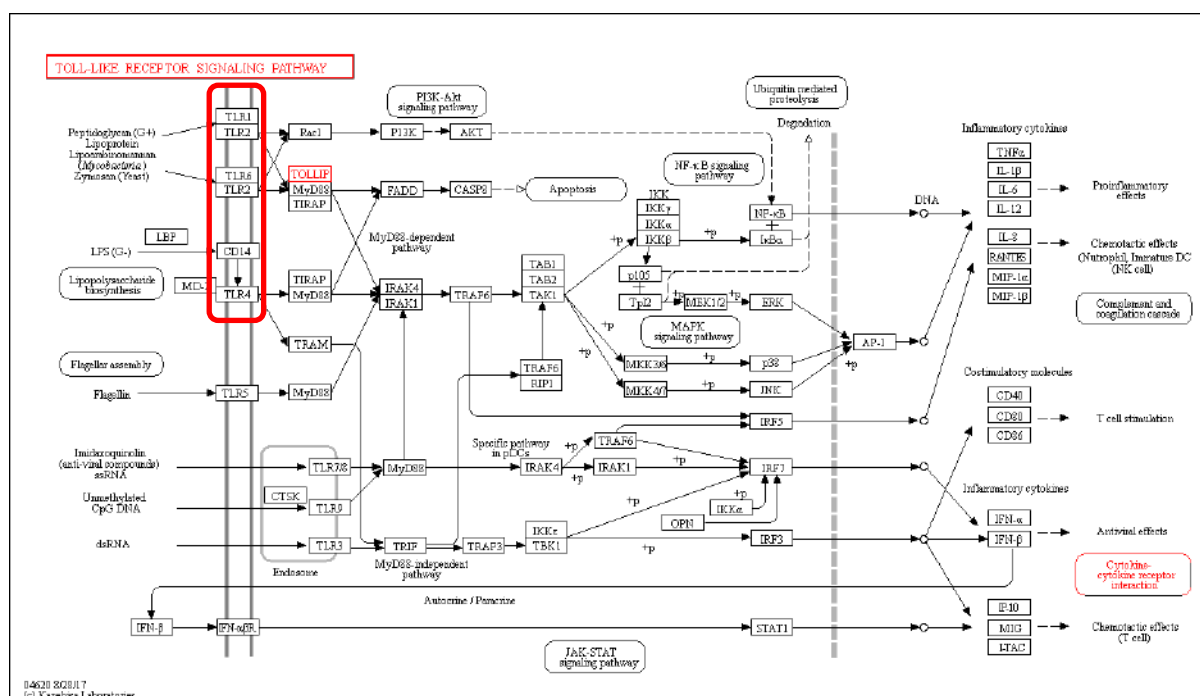 TOLL-LIKE RECEPTOR SIGNALING PATHWAY
PI3K-Akt
signaling pathway
Ubiquitin mediated
proteolysis
Degradation
Inflammatory cytokines
TLR1
TLR2
Peptidoglycan (G+)
Lipoprotein
Lipoarabinomannan
(Mycobacteria)
Zymosan (Yeast)
Rac1
PI3K
AKT
TLR6
TLR2
TOLLIP
MyD88
TIRAP
FADD
CASP8
Apoptosis
NF-κB signaling
pathway
IKK
IKKγ
IKKα
IKKβ
+p
+p
NF-κB
IκBα
DNA
TNFα
IL-1β
IL-6
IL-12
Proinflammatory
effects
IL-8
RANTES
MIP-1α
MIP-1β
Chemotactic effects
(Nutrophil, Immature DC
(NK cell)
Complement and
coagulation cascade
MyD88-dependent
pathway
LBP
LPS (G-)
CD14
Lipopolysaccharide
biosynthesis
TLR4
TIRAP
MyD88
IRAK4
IRAK1
TRAF6
TAB1
TAB2
TAK1
p105
Tpl2
+p
MEK1/2
+p
ERK
MAPK
signaling pathway
+p
MKK3/6
+p
p38
+p
MKK4/7
+p
JNK
+p
+p
AP-1
TRAM
TRAF6
RIP1
Flagellar assembly
Flagellin
TLR5
MyD88
IRF5
Costimulatory molecules
CD40
CD80
CD86
T cell stimulation
Imidazoquinolin
(anti-viral compounds)
ssRNA
TLR7/8
MyD88
Specific pathway
in pDCs
IRAK4
+p
+p
TRAF6
IRAK1
+p
IRF7
Unmethylated
CpG DNA
CTSK
TLR9
+p
IKKα
+p
OPN
Inflammatory cytokines
IFN-α
IFN-β
Antiviral effects
dsRNA
TLR3
TRIF
TRAF3
IKKε
TBK1
+p
IRF3
Endosome
MyD88-independent
pathway
Cytokine-
cytokine receptor
interaction
Autocrine / Paracrine
IFN-β
IFN-αβR
STAT1
JAK-STAT
signaling pathway
IP-10
MIG
I-TAC
Chemotactic effects
(T cell)
04620 8/28/17
(c) Kanehisa Laboratories